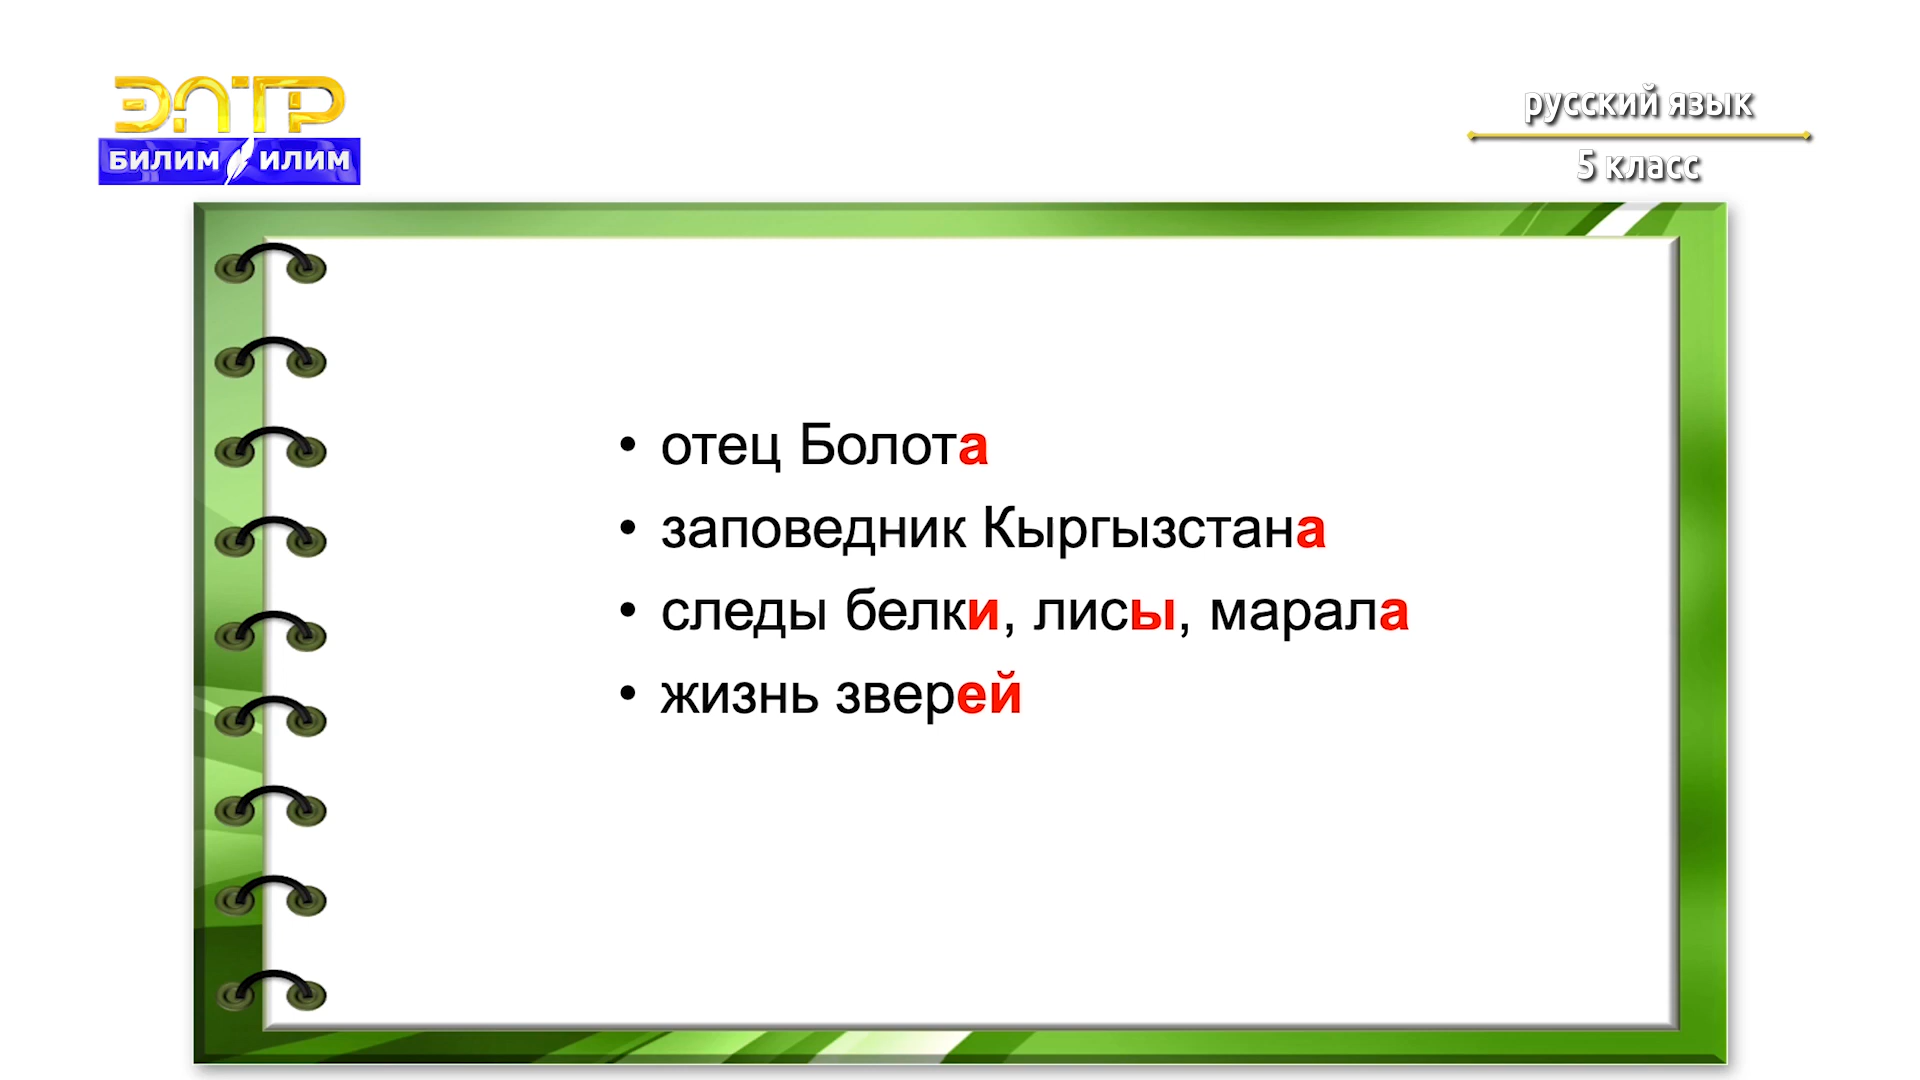 ЭЛТР
БИЛИМ ИЛИМ
русский язык
5 класс
• отец Болота
• заповедник Кыргызстана
• следы белки, лисы, марала
• жизнь зверей